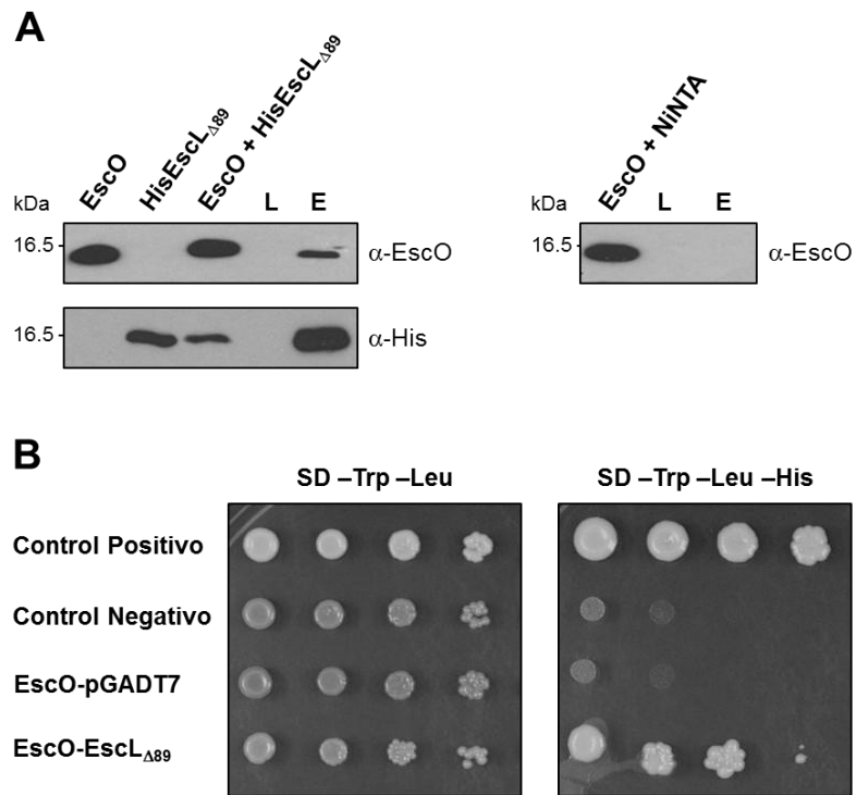 A
EscO
HisEscLΔ89
EscO + HisEscLΔ89
L
E
kDa
16.5
α-EscO
16.5
α-His
EscO + NiNTA
L
E
kDa
16.5
α-EscO
B
SD –Trp –Leu
SD –Trp –Leu –His
Control Positivo
Control Negativo
EscO-pGADT7
EscO-EscLΔ89